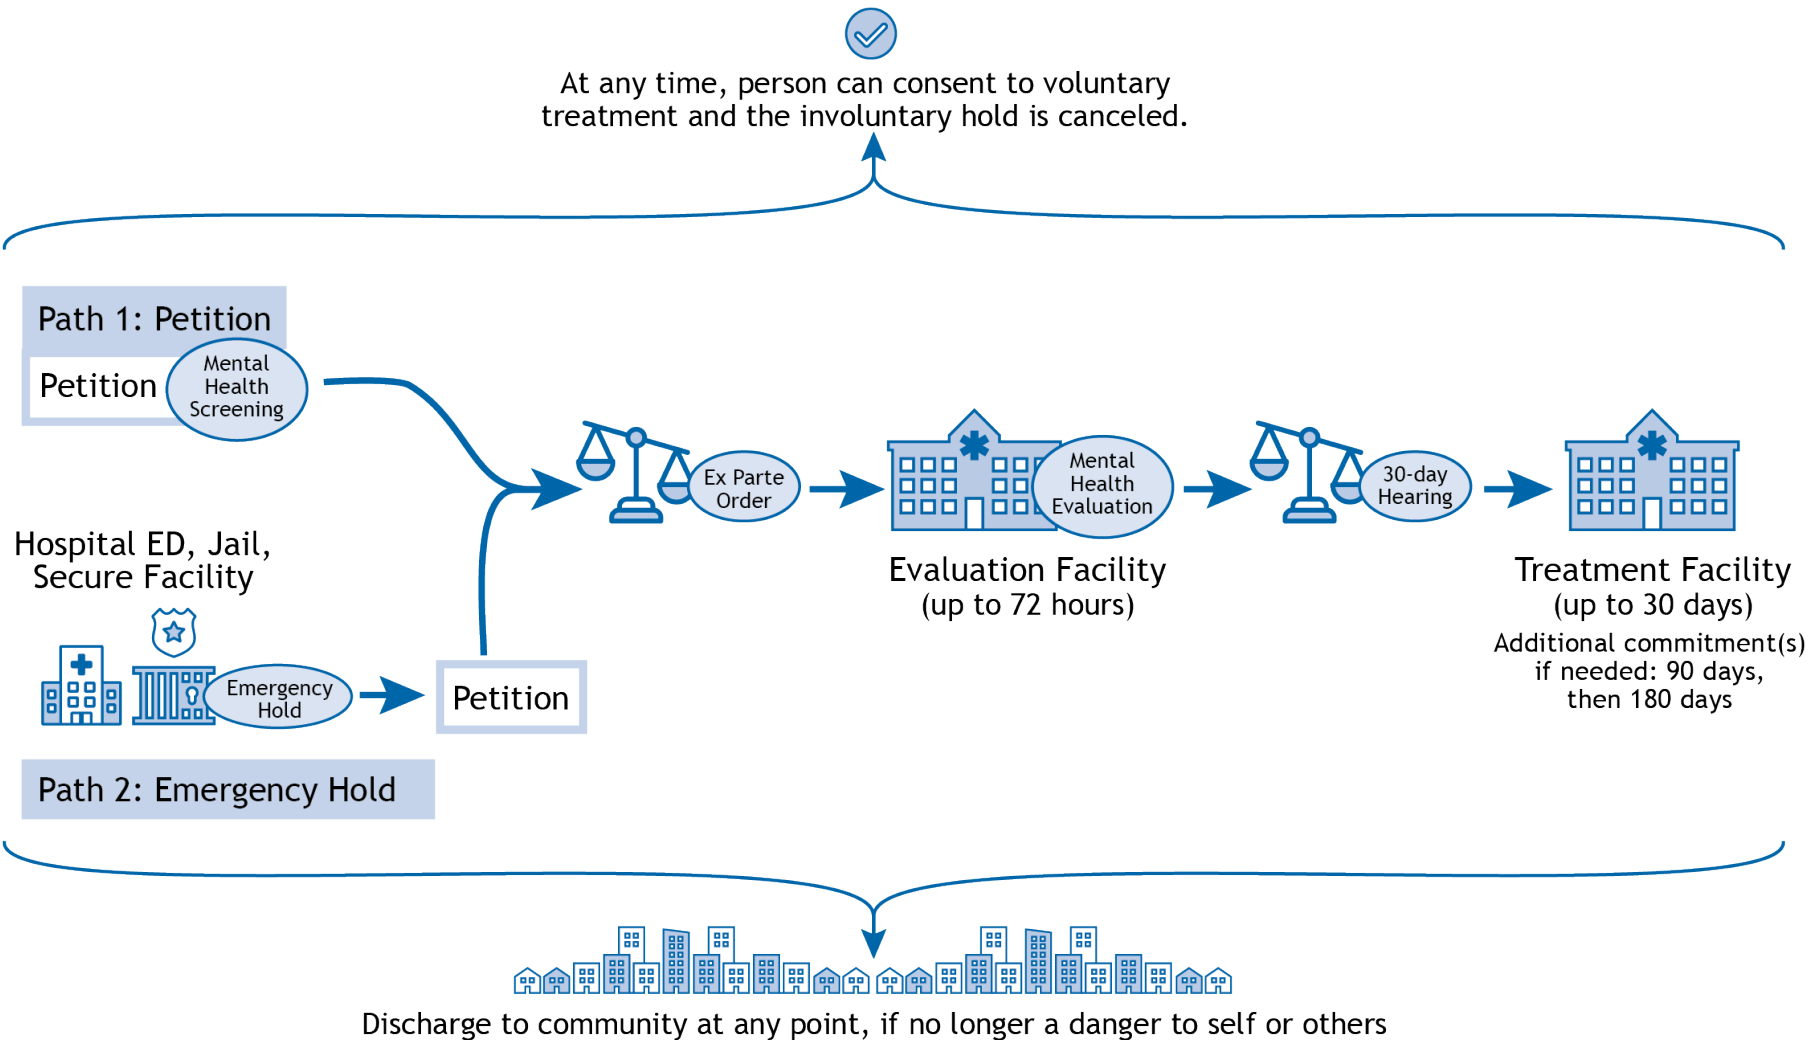 At any time, person can consent to voluntary
treatment and the involuntary hold is canceled.
Path 1: Petition
Petition
Mental
Health
Screening
Hospital ED, Jail,
Secure Facility
Emergency
Hold
Petition
Path 2: Emergency Hold
Ex Parte
Order
Mental
Health
Evaluation
Evaluation Facility
(up to 72 hours)
30-day
Hearing
Treatment Facility
(up to 30 days)
Additional commitment(s)
if needed: 90 days,
then 180 days
Discharge to community at any point, if no longer a danger to self or others